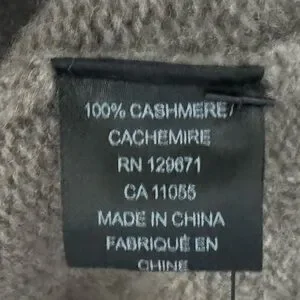 100% CASHMERE/
CACHEMIRE
RN 129671
CA 11055
MADE IN CHINA
FABRIQUÉ EN
CHINE